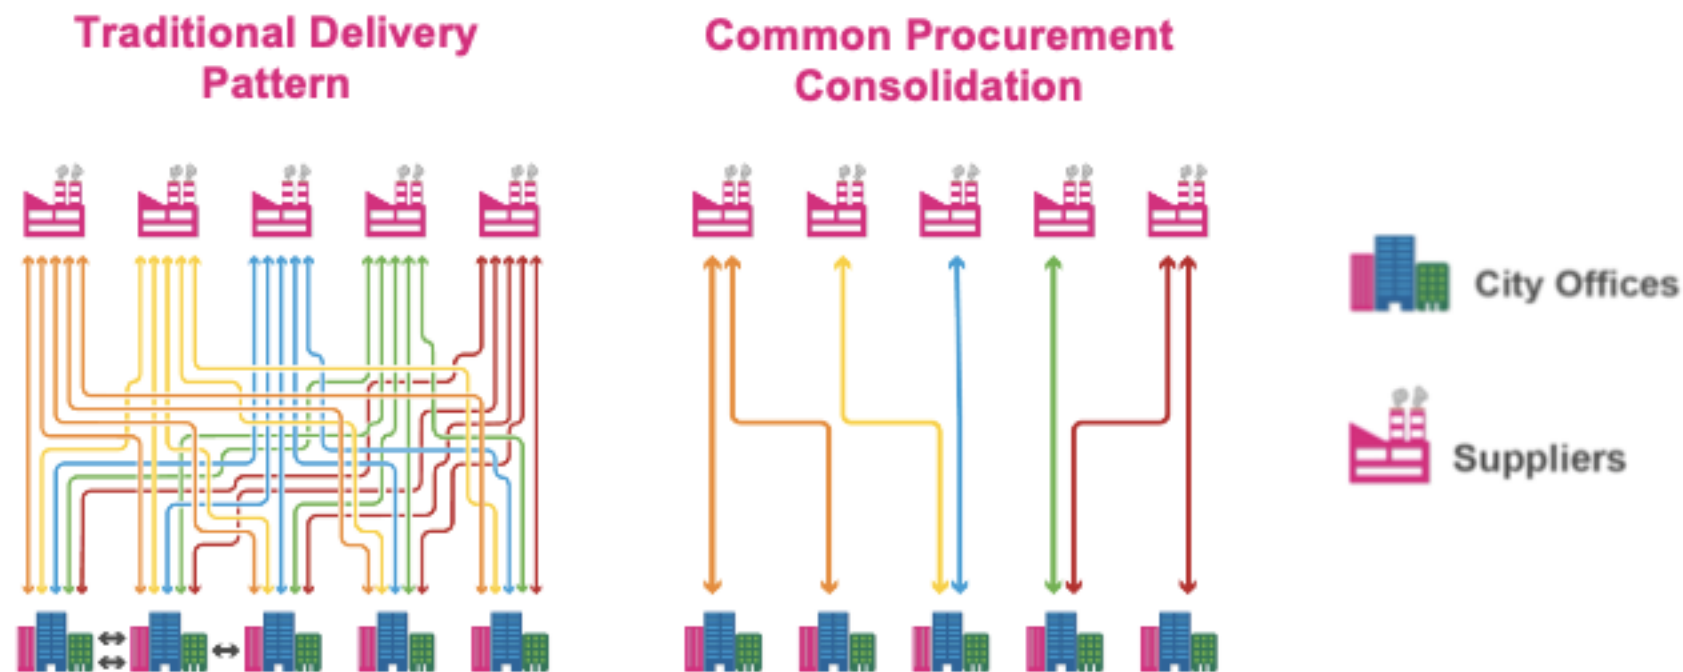 Traditional Delivery
Pattern
Common Procurement
Consolidation
City Offices
Suppliers